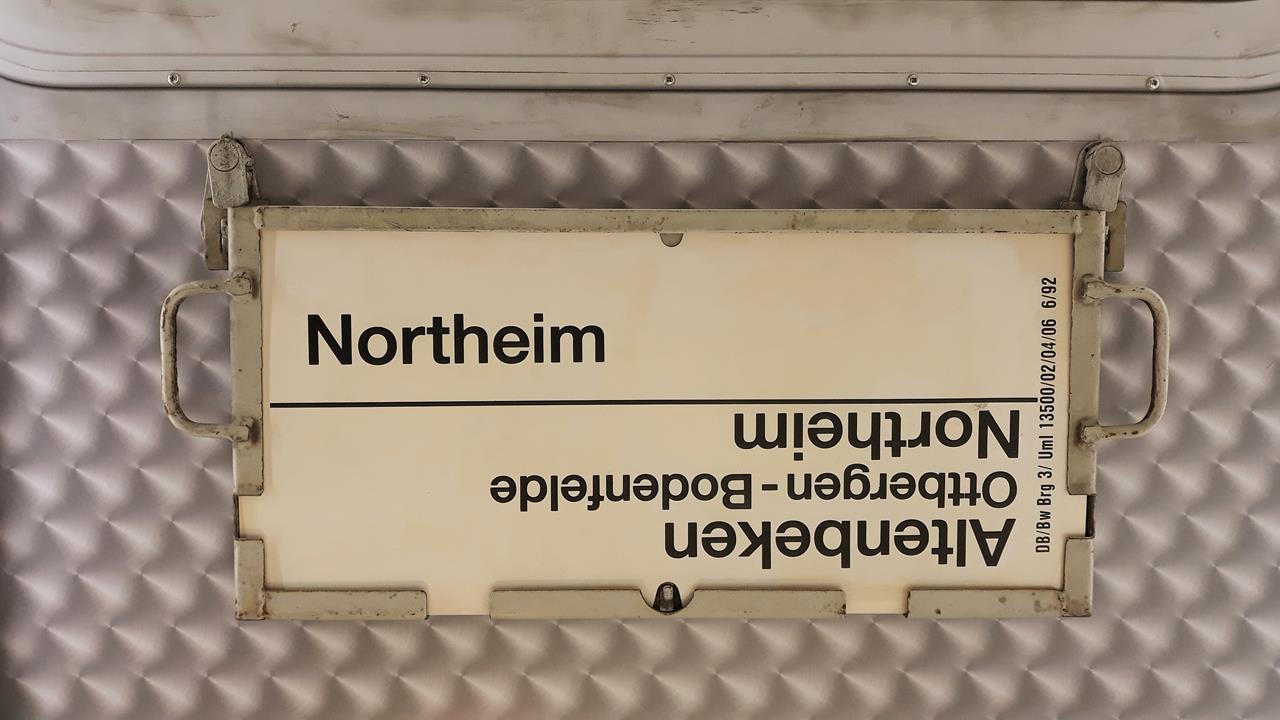 Northeim
Altenbeken
Ottbergen - Bodenfelde
Northeim
DB/Bw Brg 3/ Uml 13500/02/04/06 6/92